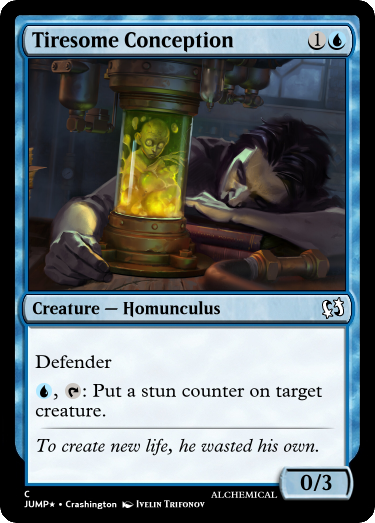 Tiresome Conception 1
Creature — Homunculus
Defender
, : Put a stun counter on target
creature.
To create new life, he wasted his own.
0/3
C
JUMP★ • Crashington Ivelin Trifonov
ALCHEMICAL